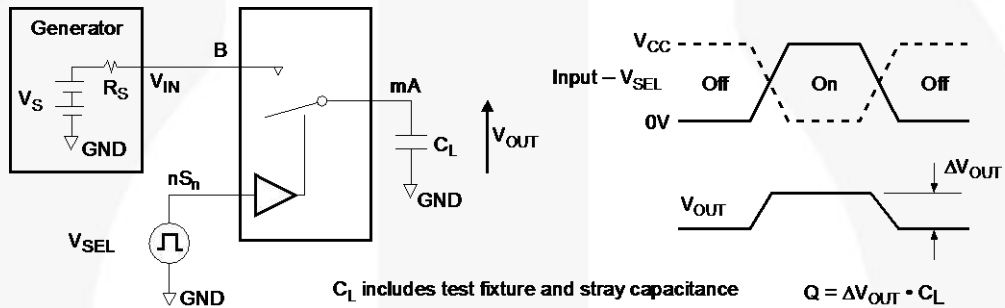 Generator
B
R_S
V_IN
V_S
GND
mA
C_L
V_OUT
GND
nS_n
V_SEL
GND
C_L includes test fixture and stray capacitance
V_CC
Input – V_SEL
Off
On
Off
0V
V_OUT
ΔV_OUT
Q = ΔV_OUT • C_L